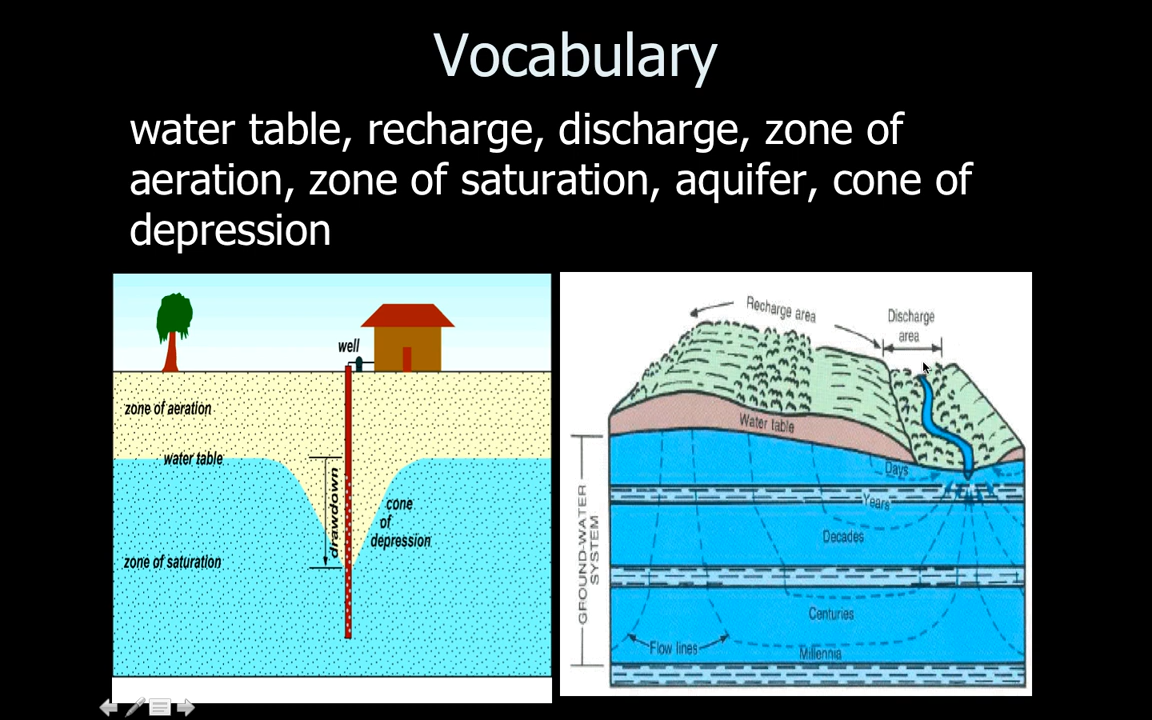 Vocabulary
water table, recharge, discharge, zone of
aeration, zone of saturation, aquifer, cone of
depression
well
zone of aeration
water table
drawdown
cone
of
depression
zone of saturation
Recharge area
Discharge
area
Water table
Days
Years
Decades
Centuries
Millennia
Flow lines
GROUND-WATER
SYSTEM